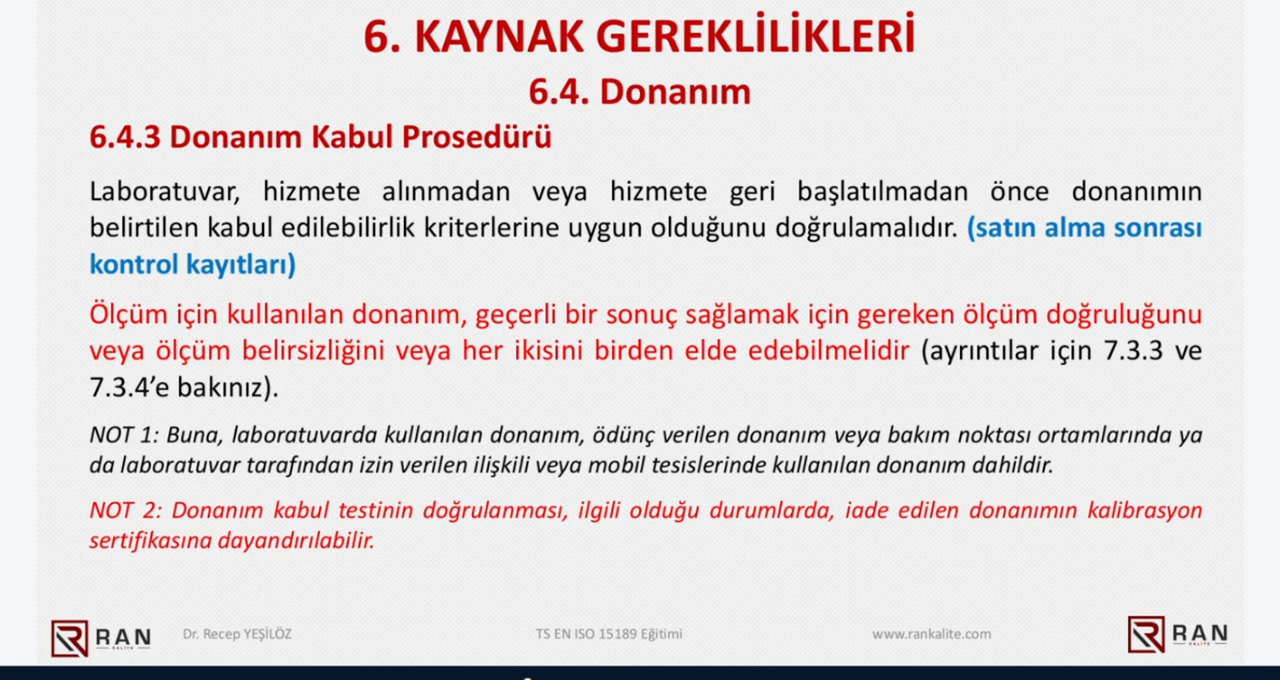 6. KAYNAK GEREKLİLİKLERİ
6.4. Donanım
6.4.3 Donanım Kabul Prosedürü
Laboratuvar, hizmete alınmadan veya hizmete geri başlatılmadan önce donanımın
belirtilen kabul edilebilirlik kriterlerine uygun olduğunu doğrulamalıdır. (satın alma sonrası
kontrol kayıtları)
Ölçüm için kullanılan donanım, geçerli bir sonuç sağlamak için gereken ölçüm doğruluğunu
veya ölçüm belirsizliğini veya her ikisini birden elde edebilmelidir (ayrıntılar için 7.3.3 ve
7.3.4’e bakınız).
NOT 1: Buna, laboratuvarda kullanılan donanım, ödünç verilen donanım veya bakım noktası ortamlarında ya
da laboratuvar tarafından izin verilen ilişkili veya mobil tesislerinde kullanılan donanım dahildir.
NOT 2: Donanım kabul testinin doğrulanması, ilgili olduğu durumlarda, iade edilen donanımın kalibrasyon
sertifikasına dayandırılabilir.
RAN
KALİTE
Dr. Recep YEŞİLÖZ
TS EN ISO 15189 Eğitimi
www.rankalite.com
RAN
KALİTE